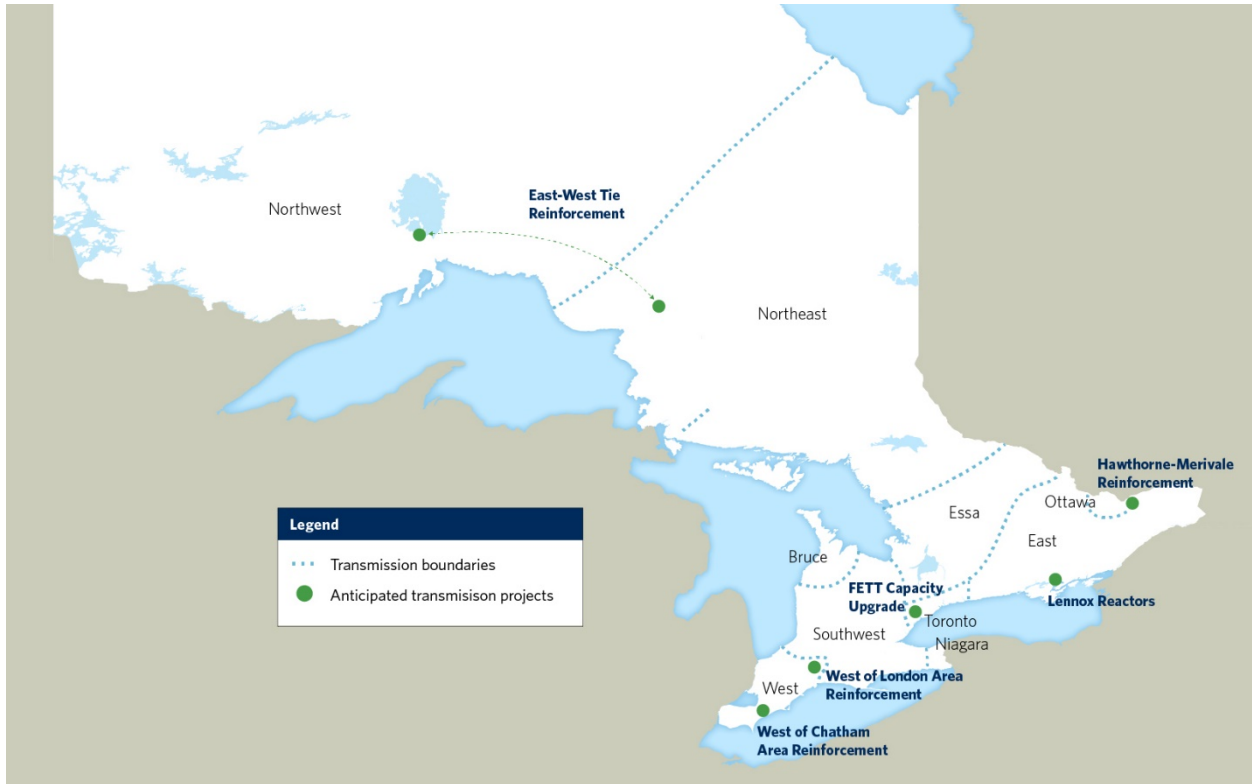 Northwest
East-West Tie
Reinforcement
Northeast
Hawthorne-Merivale
Reinforcement
Ottawa
Essa
East
Legend
Transmission boundaries
Anticipated transmisison projects
Bruce
FETT Capacity
Upgrade
Lennox Reactors
Toronto
Southwest
Niagara
West of London Area
Reinforcement
West
West of Chatham
Area Reinforcement